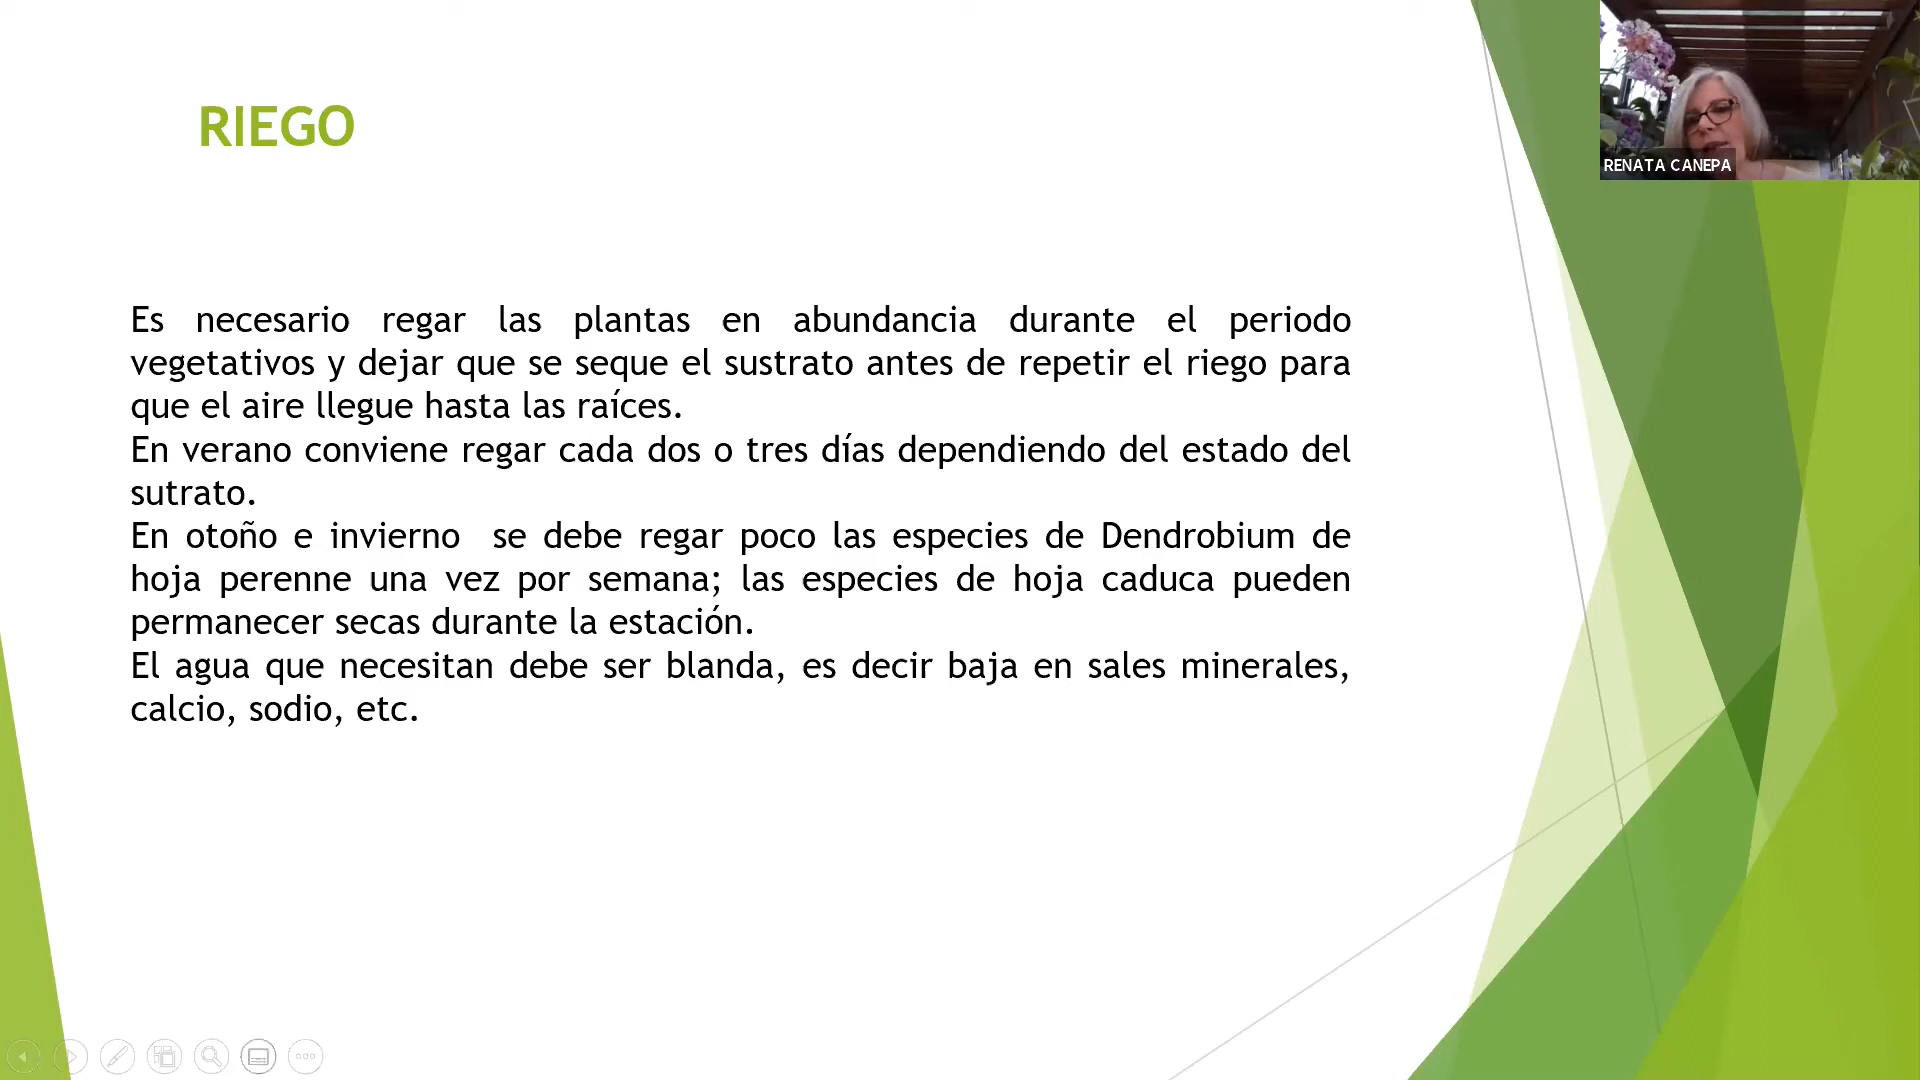 RIEGO
RENATA CANEPA
Es necesario regar las plantas en abundancia durante el periodo
vegetativos y dejar que se seque el sustrato antes de repetir el riego para
que el aire llegue hasta las raíces.
En verano conviene regar cada dos o tres días dependiendo del estado del
sutrato.
En otoño e invierno  se debe regar poco las especies de Dendrobium de
hoja perenne una vez por semana; las especies de hoja caduca pueden
permanecer secas durante la estación.
El agua que necesitan debe ser blanda, es decir baja en sales minerales,
calcio, sodio, etc.